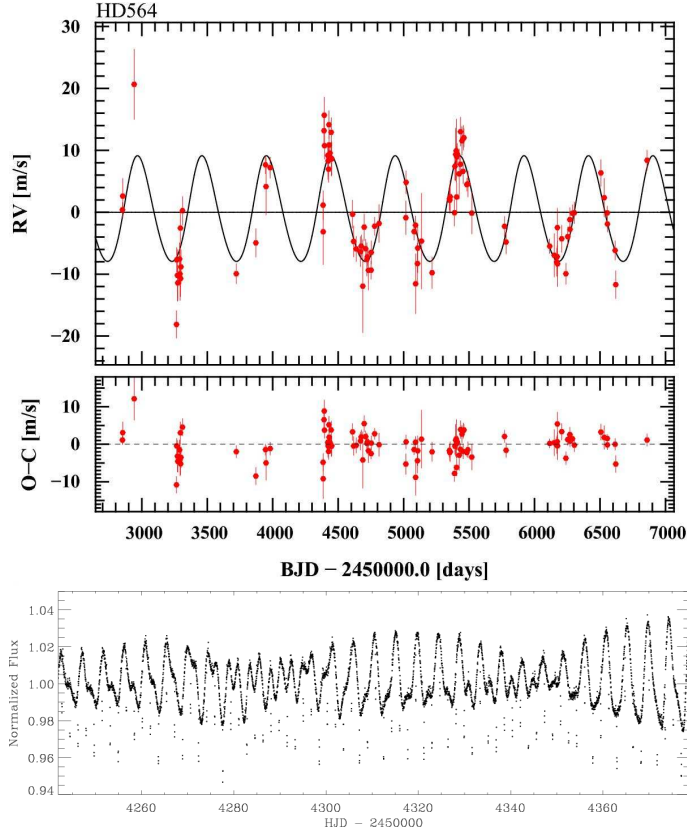 HD564
30
20
10
0
−10
−20
RV [m/s]
10
0
−10
O−C [m/s]
3000 3500 4000 4500 5000 5500 6000 6500 7000
BJD − 2450000.0 [days]
1.04
1.02
1.00
0.98
0.96
0.94
Normalized Flux
4260 4280 4300 4320 4340 4360
HJD - 2450000